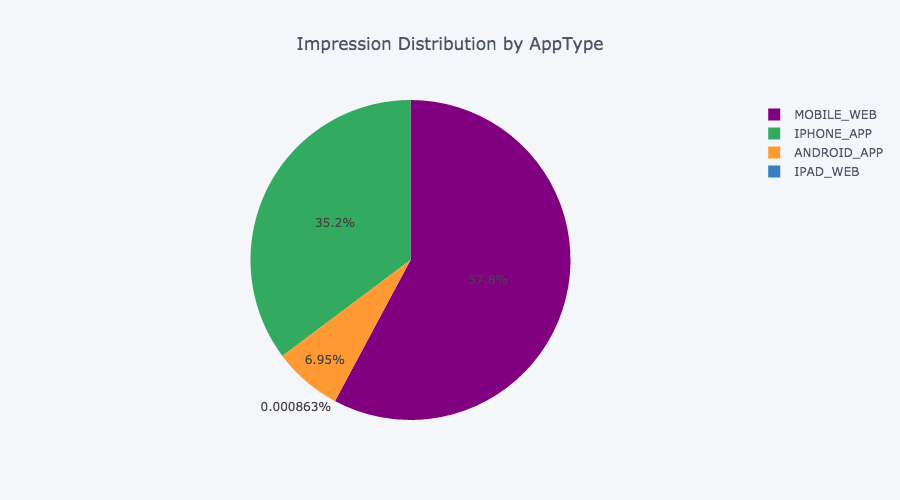 Impression Distribution by AppType
MOBILE_WEB
IPHONE_APP
ANDROID_APP
IPAD_WEB
35.2%
57.8%
6.95%
0.000863%